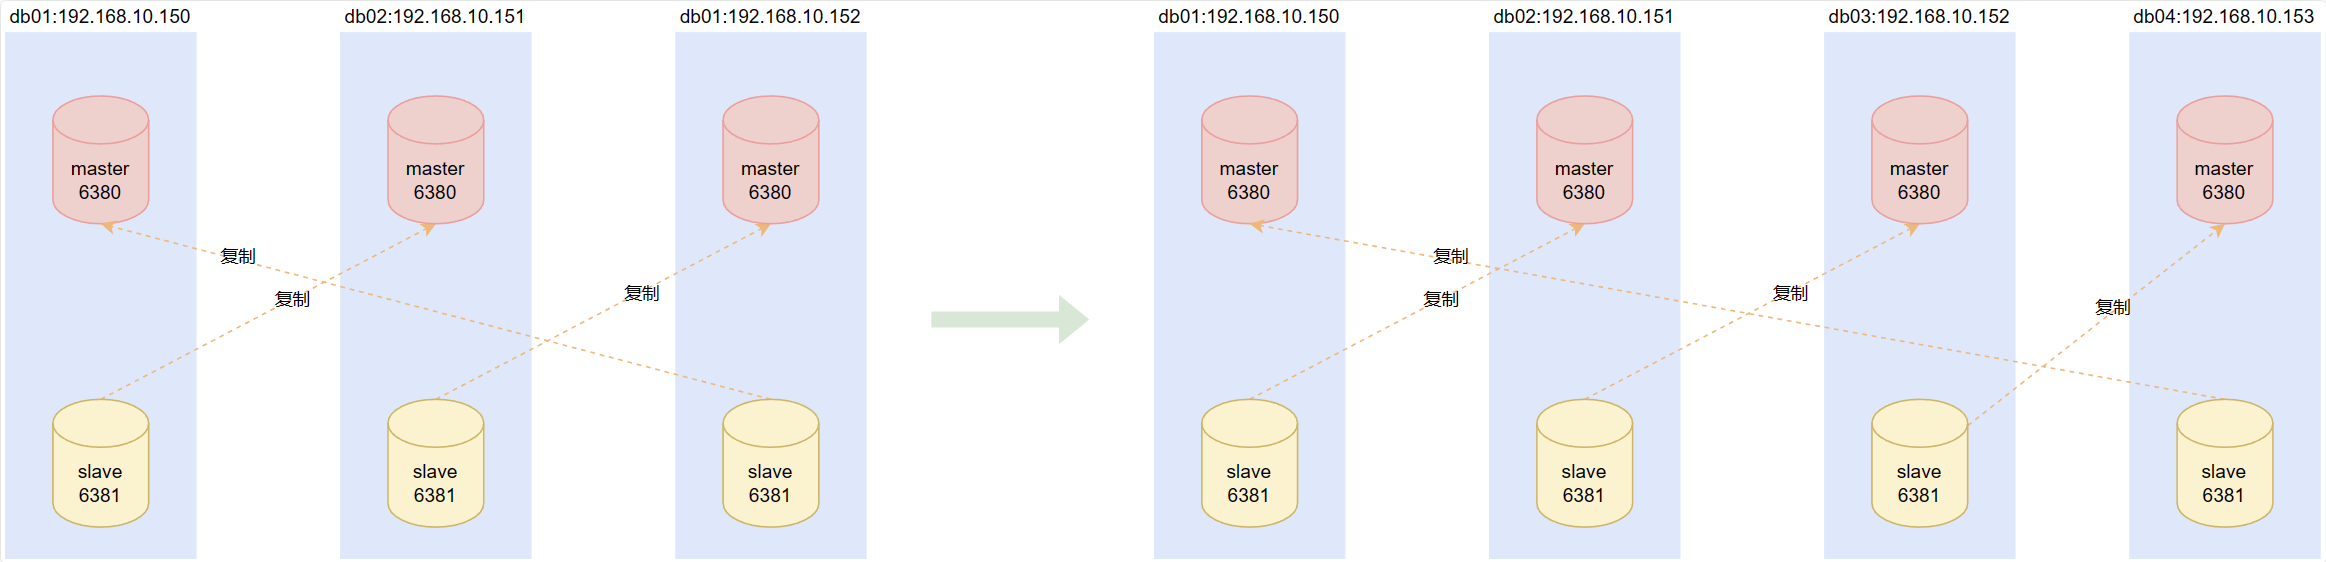 db01:192.168.10.150
db02:192.168.10.151
db01:192.168.10.152
db01:192.168.10.150
db02:192.168.10.151
db03:192.168.10.152
db04:192.168.10.153
master
6380
master
6380
master
6380
master
6380
master
6380
master
6380
master
6380
复制
复制
复制
复制
复制
复制
复制
slave
6381
slave
6381
slave
6381
slave
6381
slave
6381
slave
6381
slave
6381